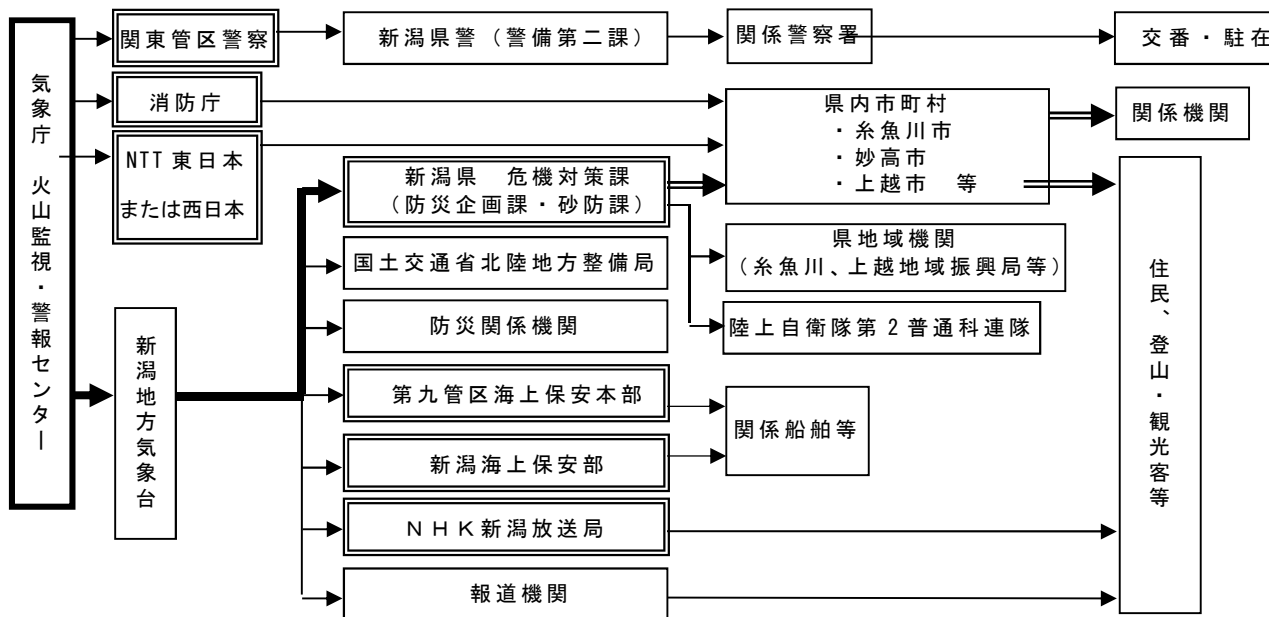 気象庁 火山監視・警報センター
関東管区警察
新潟県警（警備第二課）
関係警察署
交番・駐在
消防庁
NTT東日本
または西日本
県内市町村
・糸魚川市
・妙高市
・上越市 等
関係機関
新潟県 危機対策課
（防災企画課・砂防課）
県地域機関
（糸魚川、上越地域振興局等）
国土交通省北陸地方整備局
防災関係機関
陸上自衛隊第2普通科連隊
新潟地方気象台
第九管区海上保安本部
新潟海上保安部
関係船舶等
NHK新潟放送局
報道機関
住民、登山・観光客等